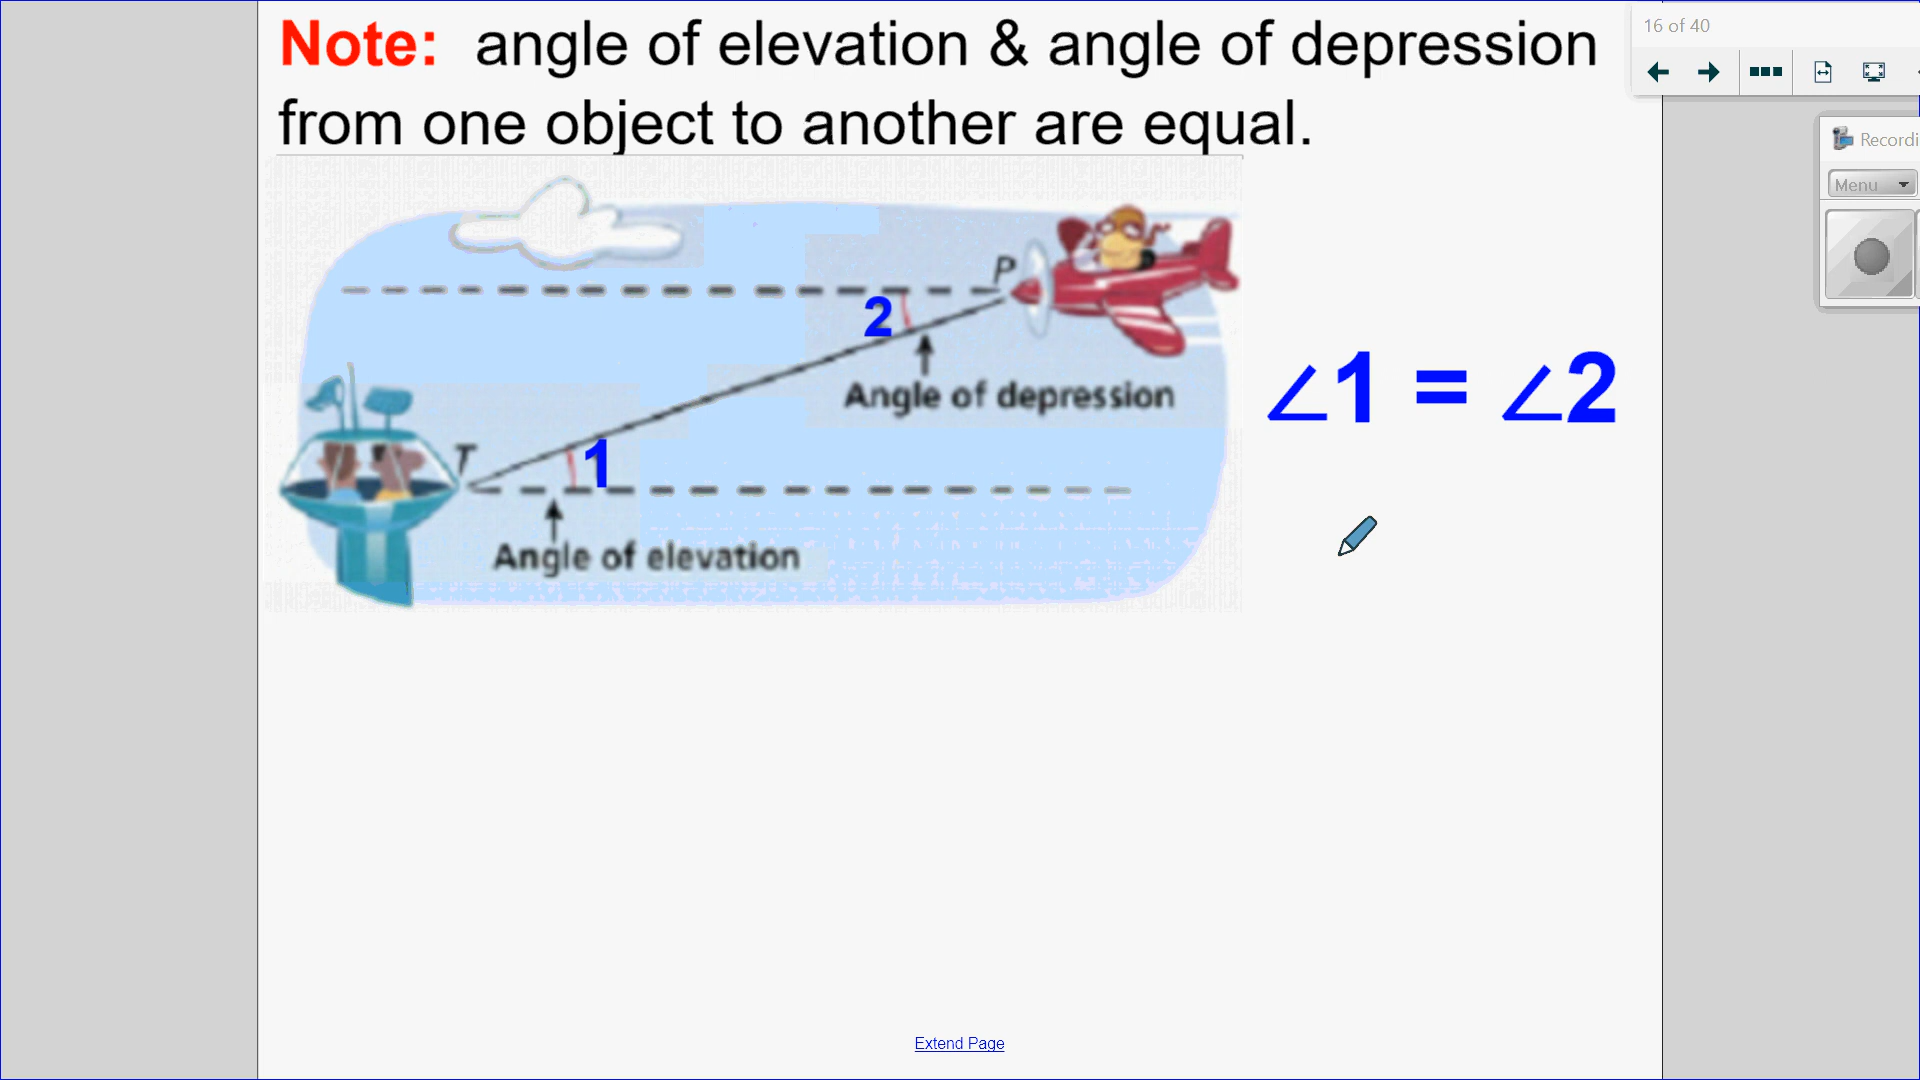 Note: angle of elevation & angle of depression
from one object to another are equal.
16 of 40
Recordi
Menu
P
2
Angle of depression
∠1 = ∠2
T
1
Angle of elevation
Extend Page